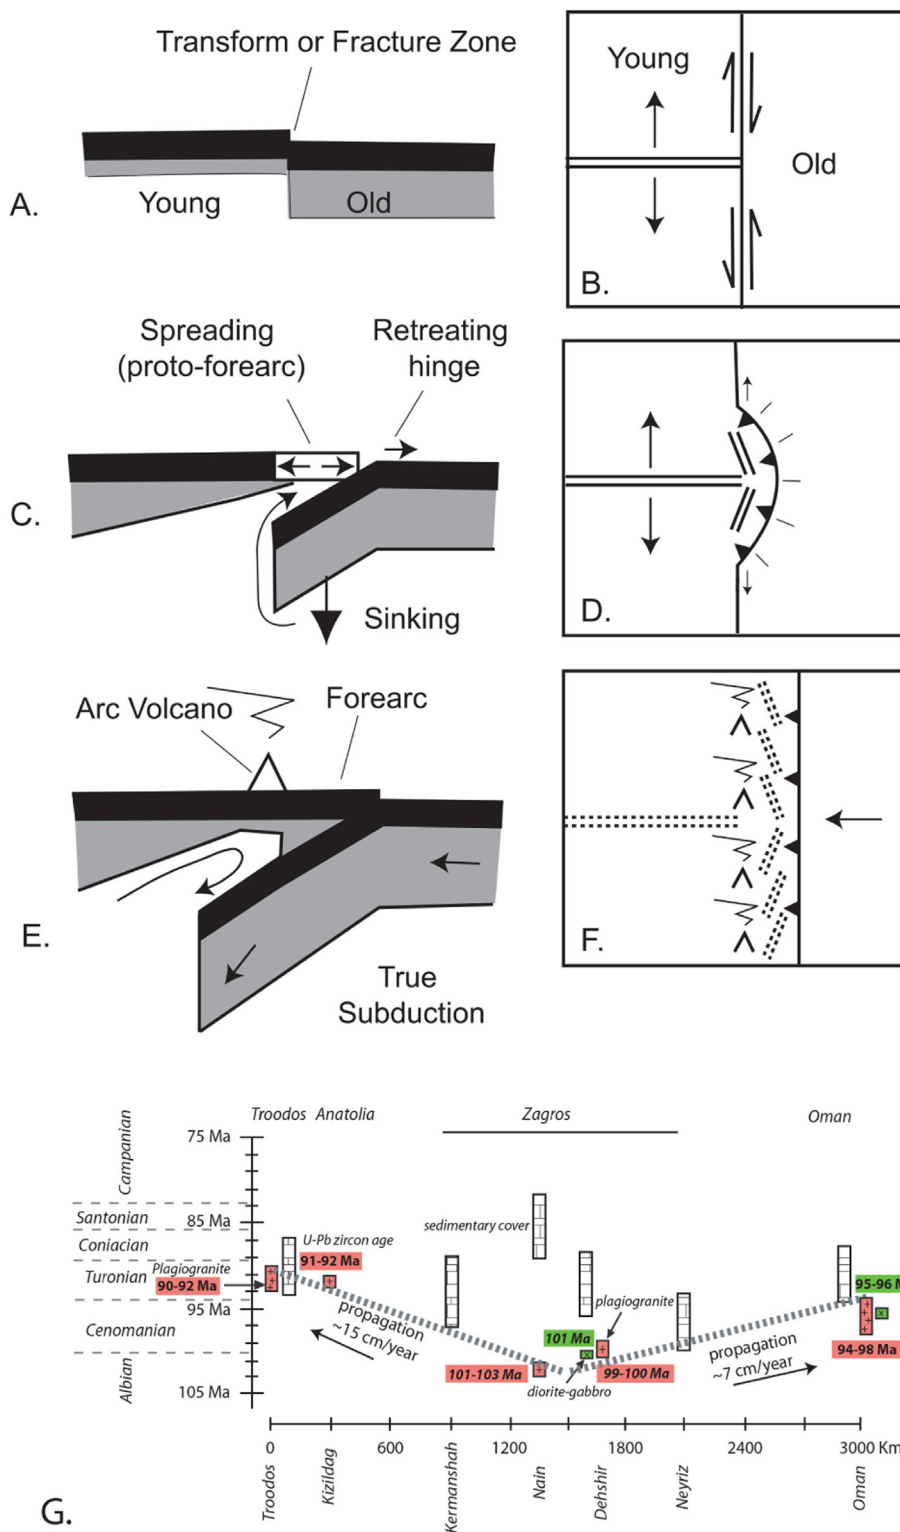 Transform or Fracture Zone
Young
Old
A.
Young
Old
B.
Spreading
(proto-forearc)
Retreating
hinge
C.
Sinking
D.
Arc Volcano
Forearc
E.
True
Subduction
F.
Troodos
Anatolia
Zagros
Oman
75 Ma
Campanian
Santonian
85 Ma
Coniacian
Turonian
95 Ma
Cenomanian
Albian
105 Ma
Plagiogranite
90-92 Ma
U-Pb zircon age
91-92 Ma
sedimentary cover
propagation
~15 cm/year
101-103 Ma
101 Ma
diorite-gabbro
plagiogranite
99-100 Ma
propagation
~7 cm/year
95-96 M
94-98 Ma
0
600
1200
1800
2400
3000 Km
Troodos
Kizildag
Kermanshah
Nain
Dehshir
Neyriz
Oman
G.